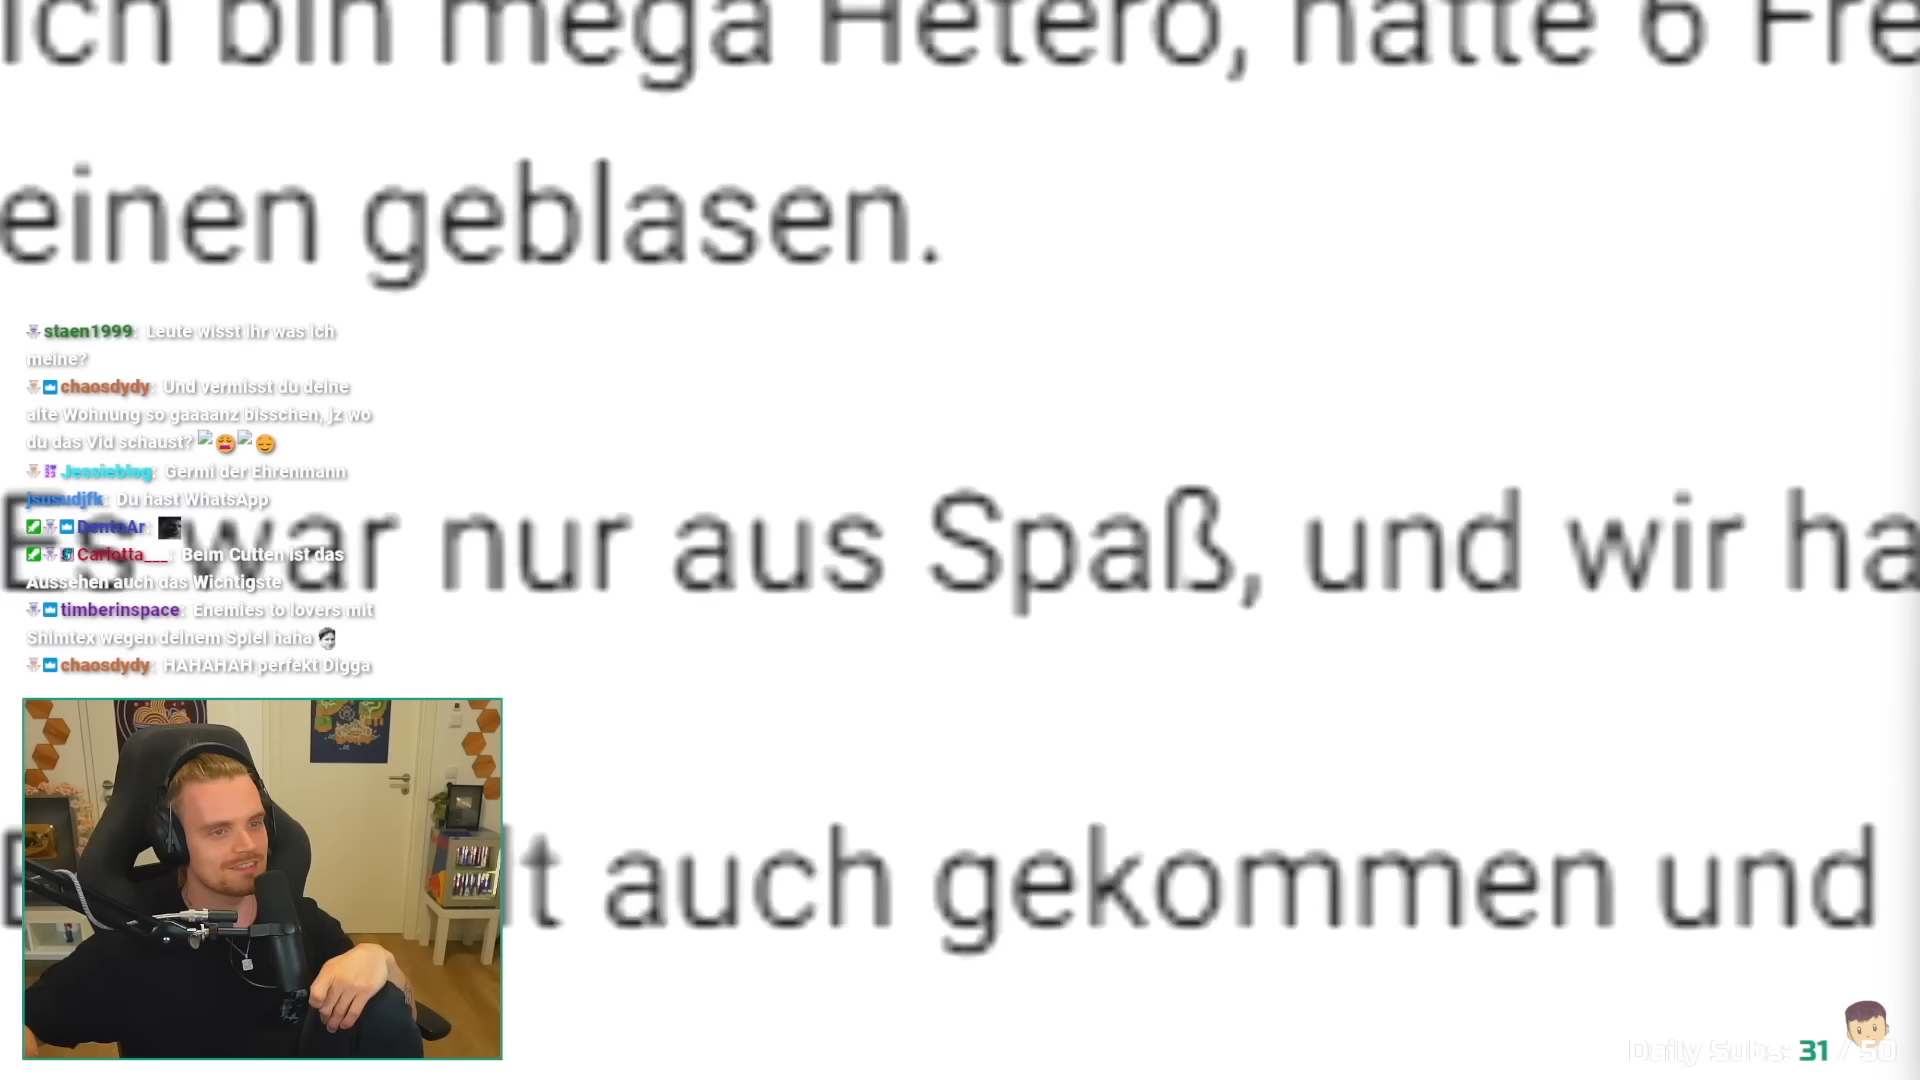 Ich bin mega Hetero, hatte 6 Fre
einen geblasen.
staen1999: Leute wisst ihr was ich
meine?
chaosdydy: Und vermisst du deine
alte Wohnung so gaaaanz bisschen, jz wo
du das Vid schaust?
Jessieblog: Germi der Ehrenmann
jsusudjfk: Du hast WhatsApp
DenteAr:
Es war nur aus Spaß, und wir ha
Carlotta___: Beim Cutten ist das
Aussehen auch das Wichtigste
timberinspace: Enemies to lovers mit
Shimtex wegen deinem Spiel haha
chaosdydy: HAHAHAH perfekt Digga
auch gekommen und
Daily Subs: 31 / 50